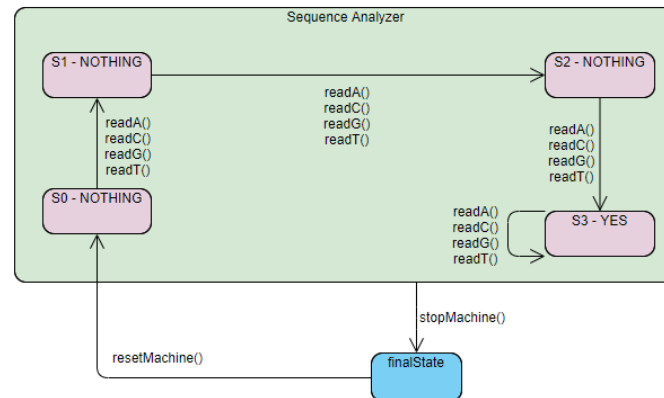 Sequence Analyzer
S1 - NOTHING
S2 - NOTHING
readA()
readC()
readG()
readT()
readA()
readC()
readG()
readT()
readA()
readC()
readG()
readT()
S0 - NOTHING
readA()
readC()
readG()
readT()
S3 - YES
stopMachine()
resetMachine()
finalState